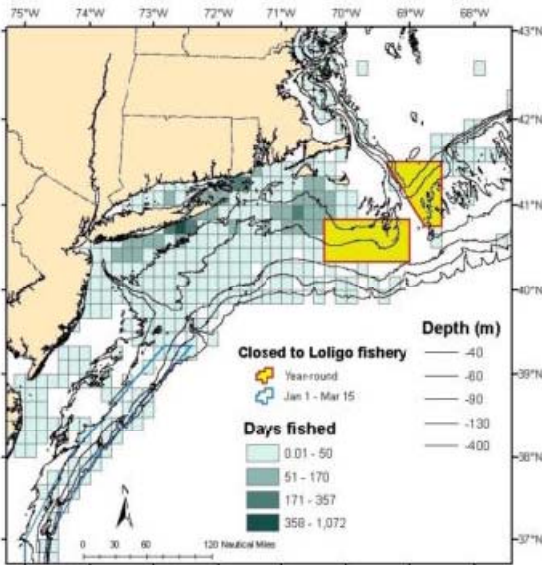 75°W 74°W 73°W 72°W 71°W 70°W 69°W 68°W
43°N
42°N
41°N
40°N
39°N
38°N
37°N
Closed to Loligo fishery
Year-round
Jan 1 - Mar 15
Days fished
0.01 - 50
51 - 170
171 - 357
358 - 1,072
Depth (m)
-40
-60
-90
-130
-400
N
0 30 60 120 Nautical Miles